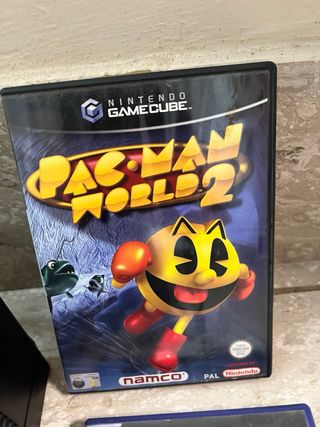 NINTENDO
GAMECUBE
PAC-MAN
WORLD 2
namco
PAL
Nintendo